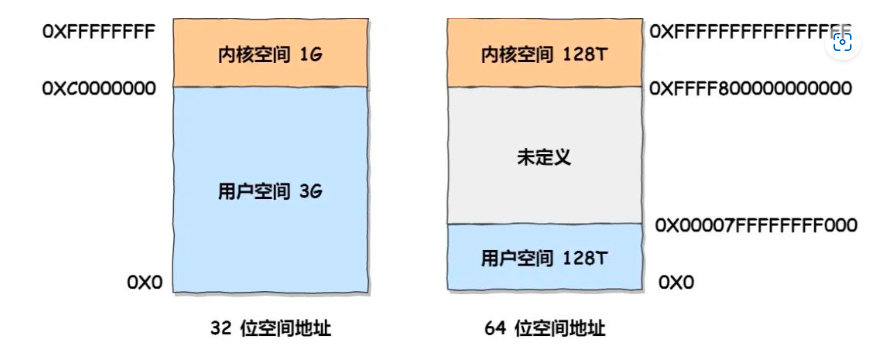 0XFFFFFFFF
内核空间 1G
0XC0000000
用户空间 3G
0X0
32 位空间地址
0XFFFFFFFFFFFFFFFF
内核空间 128T
0XFFFF800000000000
未定义
0X00007FFFFFFFF000
用户空间 128T
0X0
64 位空间地址